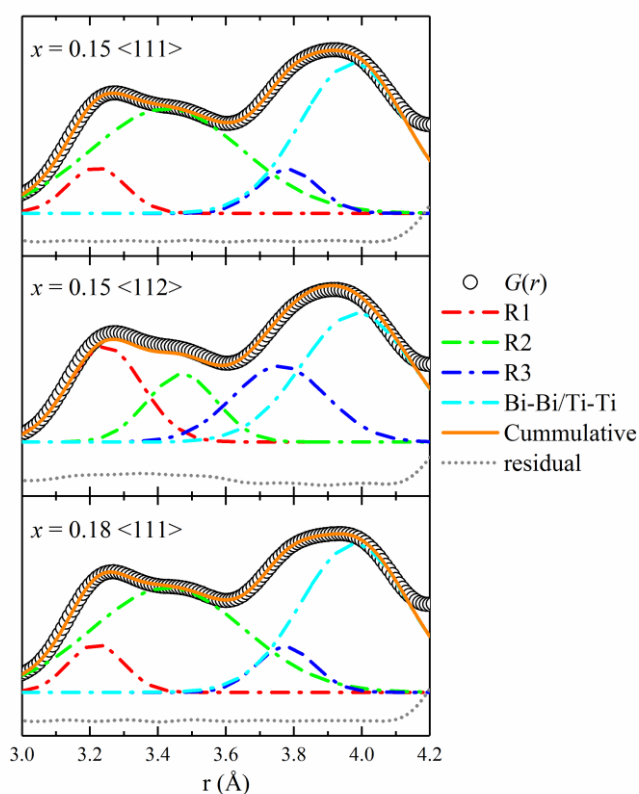 x = 0.15 <111>
x = 0.15 <112>
x = 0.18 <111>
G(r)
R1
R2
R3
Bi-Bi/Ti-Ti
Cummulative
residual
3.0 3.2 3.4 3.6 3.8 4.0 4.2
r (Å)